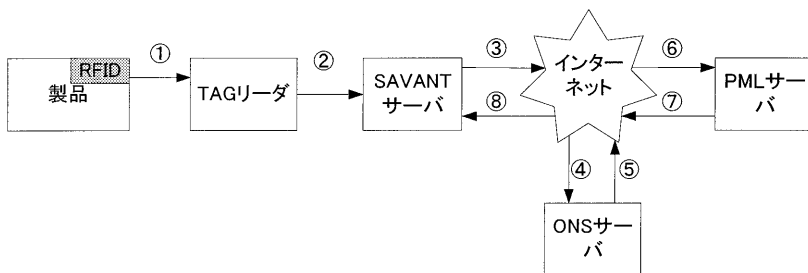 RFID
製品
①
TAGリーダ
②
SAVANT
サーバ
③
⑧
インター
ネット
⑥
⑦
PMLサー
バ
④
⑤
ONSサー
バ